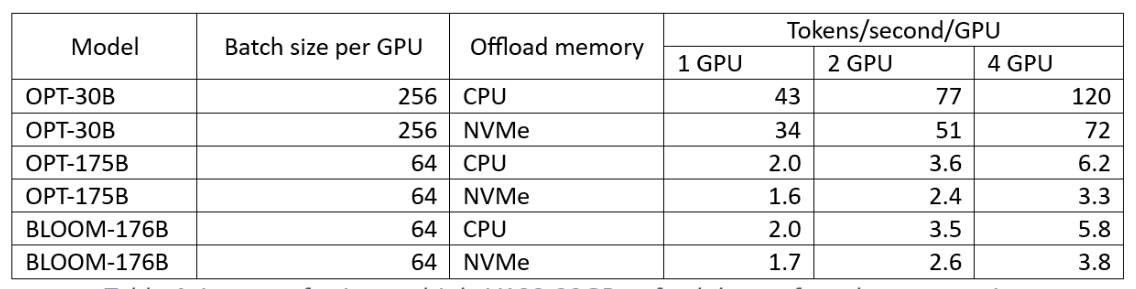 Model Batch size per GPU Offload memory Tokens/second/GPU
1 GPU 2 GPU 4 GPU
OPT-30B 256 CPU 43 77 120
OPT-30B 256 NVMe 34 51 72
OPT-175B 64 CPU 2.0 3.6 6.2
OPT-175B 64 NVMe 1.6 2.4 3.3
BLOOM-176B 64 CPU 2.0 3.5 5.8
BLOOM-176B 64 NVMe 1.7 2.6 3.8